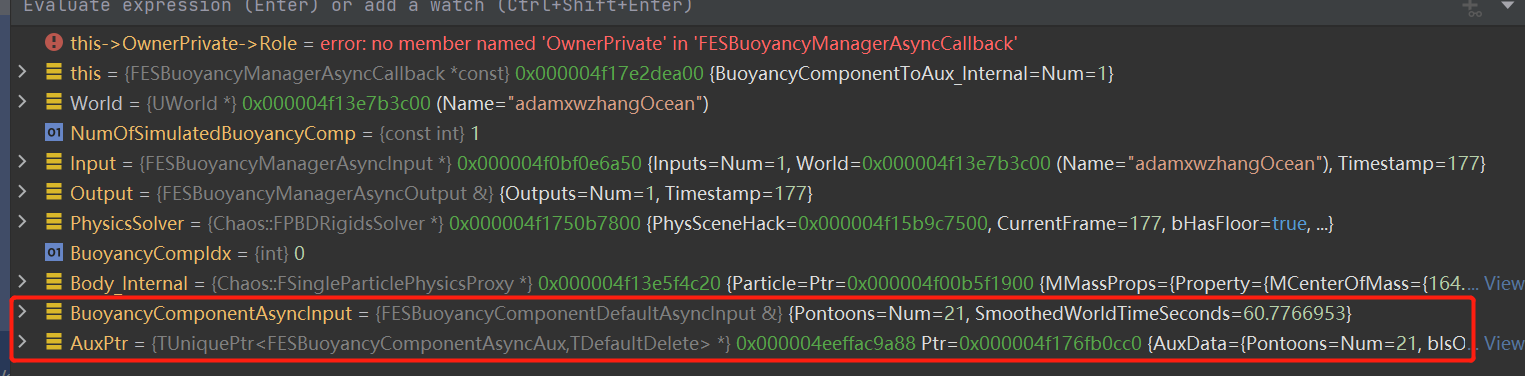 Evaluate expression (Enter) or add a watch (Ctrl+Shift+Enter)
this->OwnerPrivate->Role = error: no member named 'OwnerPrivate' in 'FESBuoyancyManagerAsyncCallback'
this = {FESBuoyancyManagerAsyncCallback *const} 0x000004f17e2dea00 {BuoyancyComponentToAux_Internal=Num=1}
World = {UWorld *} 0x000004f13e7b3c00 (Name="adamxwzhangOcean")
01 NumOfSimulatedBuoyancyComp = {const int} 1
Input = {FESBuoyancyManagerAsyncInput *} 0x000004f0bf0e6a50 {Inputs=Num=1, World=0x000004f13e7b3c00 (Name="adamxwzhangOcean"), Timestamp=177}
Output = {FESBuoyancyManagerAsyncOutput &} {Outputs=Num=1, Timestamp=177}
PhysicsSolver = {Chaos::FPBDRigidsSolver *} 0x000004f1750b7800 {PhysSceneHack=0x000004f15b9c7500, CurrentFrame=177, bHasFloor=true, ...}
01 BuoyancyCompIdx = {int} 0
Body_Internal = {Chaos::FSingleParticlePhysicsProxy *} 0x000004f13e5f4c20 {Particle=Ptr=0x000004f00b5f1900 {MMassProps={Property={MCenterOfMass={164.... View
BuoyancyComponentAsyncInput = {FESBuoyancyComponentDefaultAsyncInput &} {Pontoons=Num=21, SmoothedWorldTimeSeconds=60.7766953}
AuxPtr = {TUniquePtr<FESBuoyancyComponentAsyncAux,TDefaultDelete> *} 0x000004eeffac9a88 Ptr=0x000004f176fb0cc0 {AuxData={Pontoons=Num=21, bIsO... View